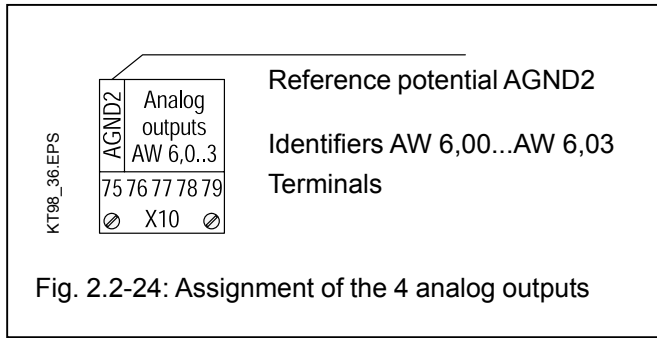 KT98_36.EPS
AGND2
Analog
outputs
AW 6,0..3
75 76 77 78 79
X10
Reference potential AGND2
Identifiers AW 6,00...AW 6,03
Terminals
Fig. 2.2-24: Assignment of the 4 analog outputs